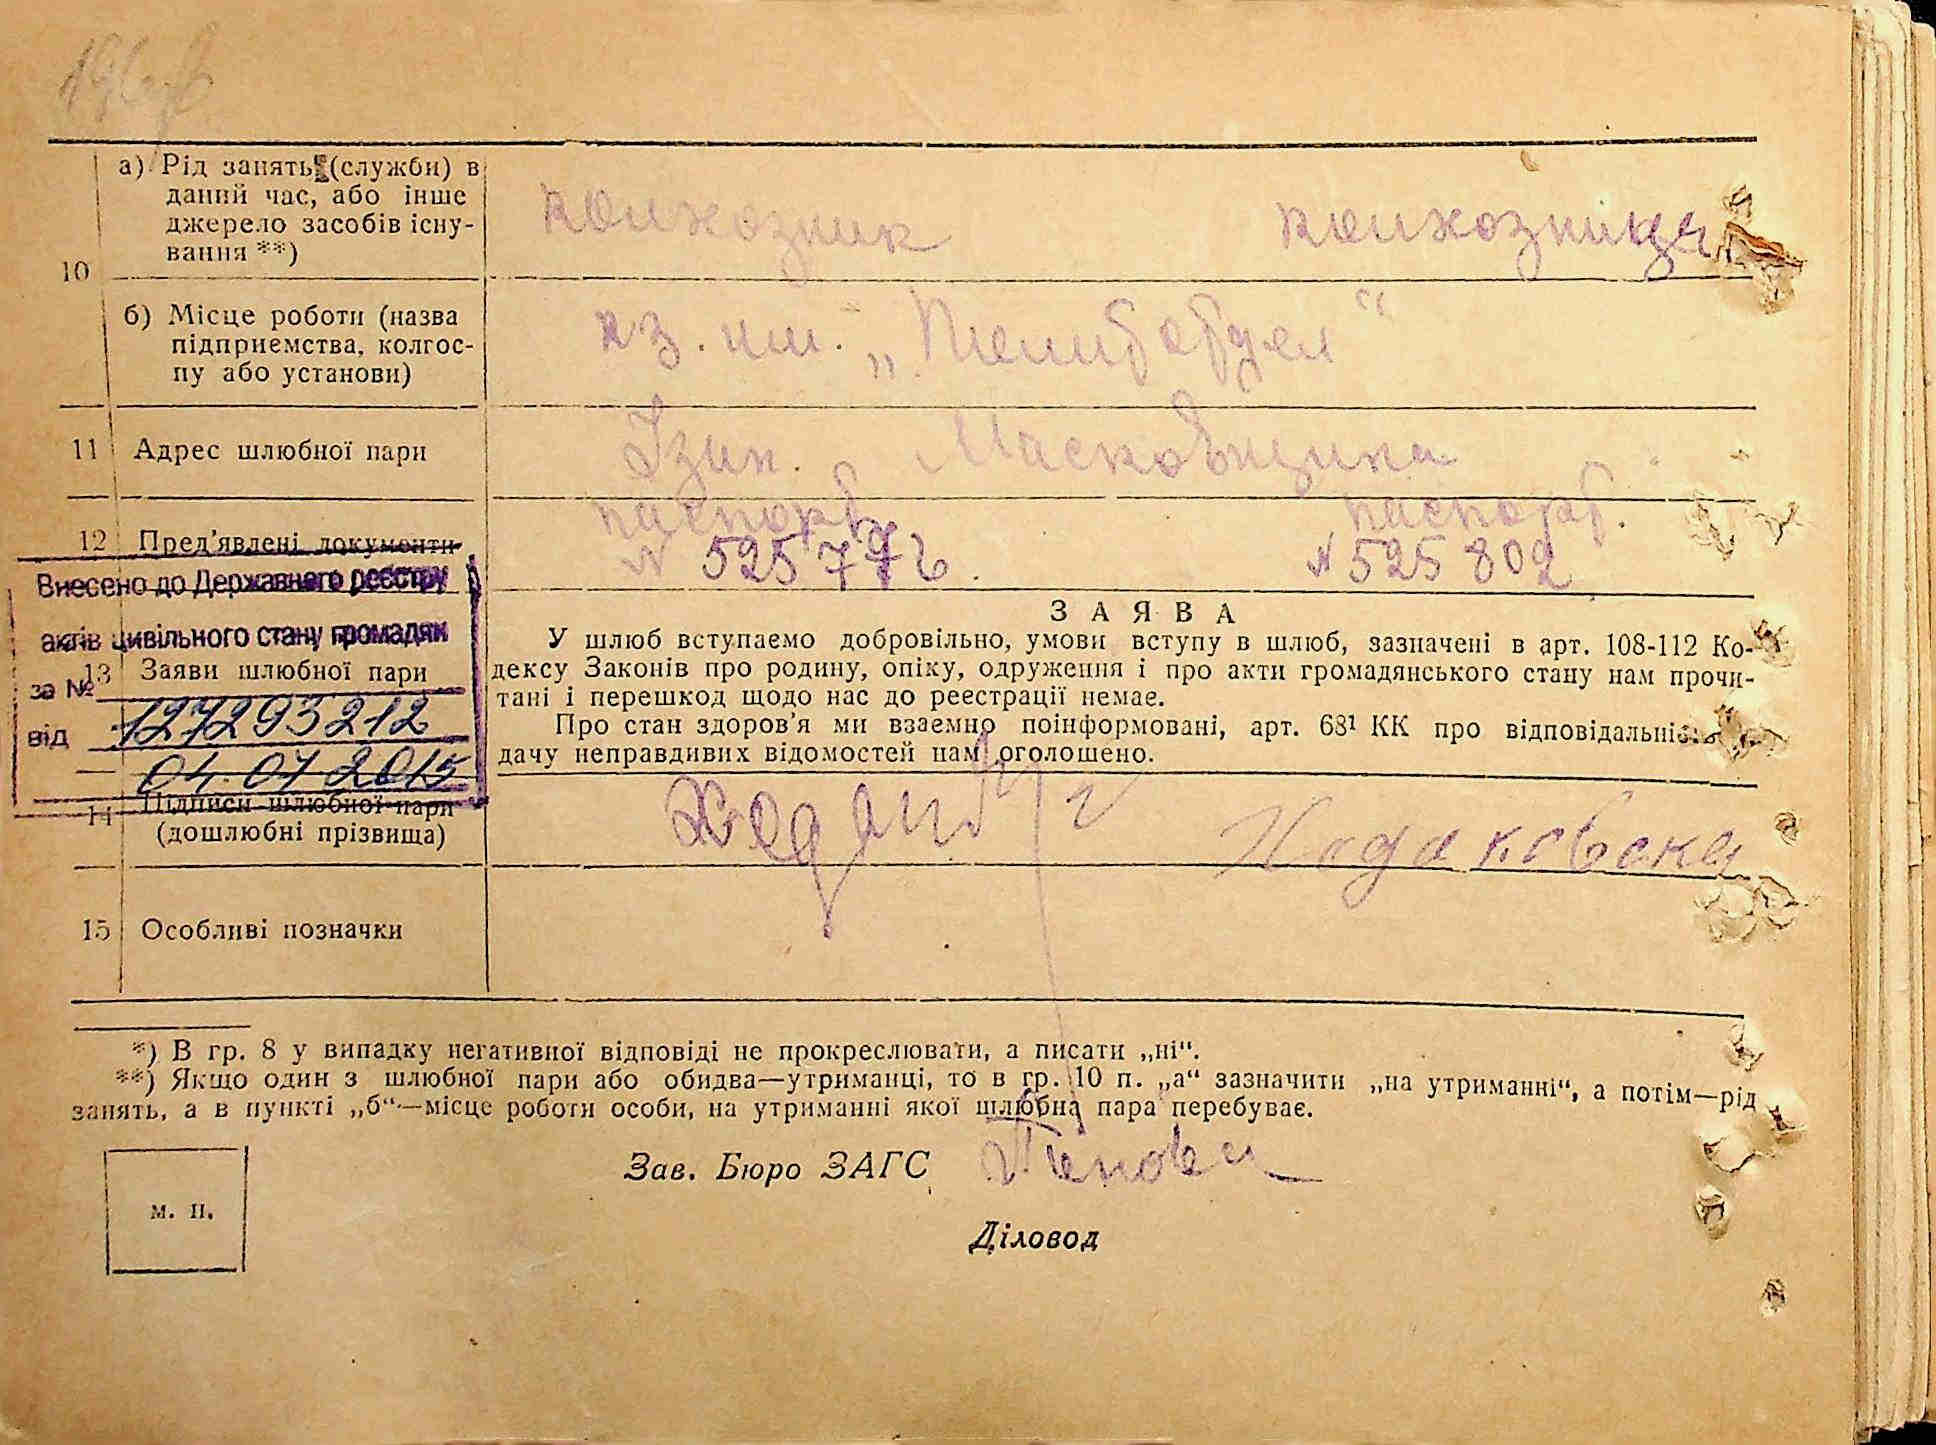 а) Рід занять (служби) в
даний час, або інше
джерело засобів існу-
вання **)
колхозник колхозница
10
б) Місце роботи (назва
підприємства, колгос-
пу або установи)
кз. им. „
11 Адрес шлюбної пари
паспорт паспорт.
12 Пред'явлені документи
N 525776. N 525802
Внесено до Державного реєстру
актів цивільного стану громадян
за №
127293212
від
04.07 2015
ЗАЯВА
13 Заяви шлюбної пари
У шлюб вступаємо добровільно, умови вступу в шлюб, зазначені в арт. 108-112 Ко-
дексу Законів про родину, опіку, одруження і про акти громадянського стану нам прочи-
тані і перешкод щодо нас до реєстрації немає.
Про стан здоров'я ми взаємно поінформовані, арт. 68¹ КК про відповідальність
дачу неправдивих відомостей нам оголошено.
14 Підписи шлюбної пари
(дошлюбні прізвища)
15 Особливі позначки
*) В гр. 8 у випадку негативної відповіді не прокреслювати, а писати „ні“.
**) Якщо один з шлюбної пари або обидва—утриманці, то в гр. 10 п. „а“ зазначити „на утриманні“, а потім—рід
занять, а в пункті „б“—місце роботи особи, на утриманні якої шлюбна пара перебуває.
Зав. Бюро ЗАГС
м. п.
Діловод